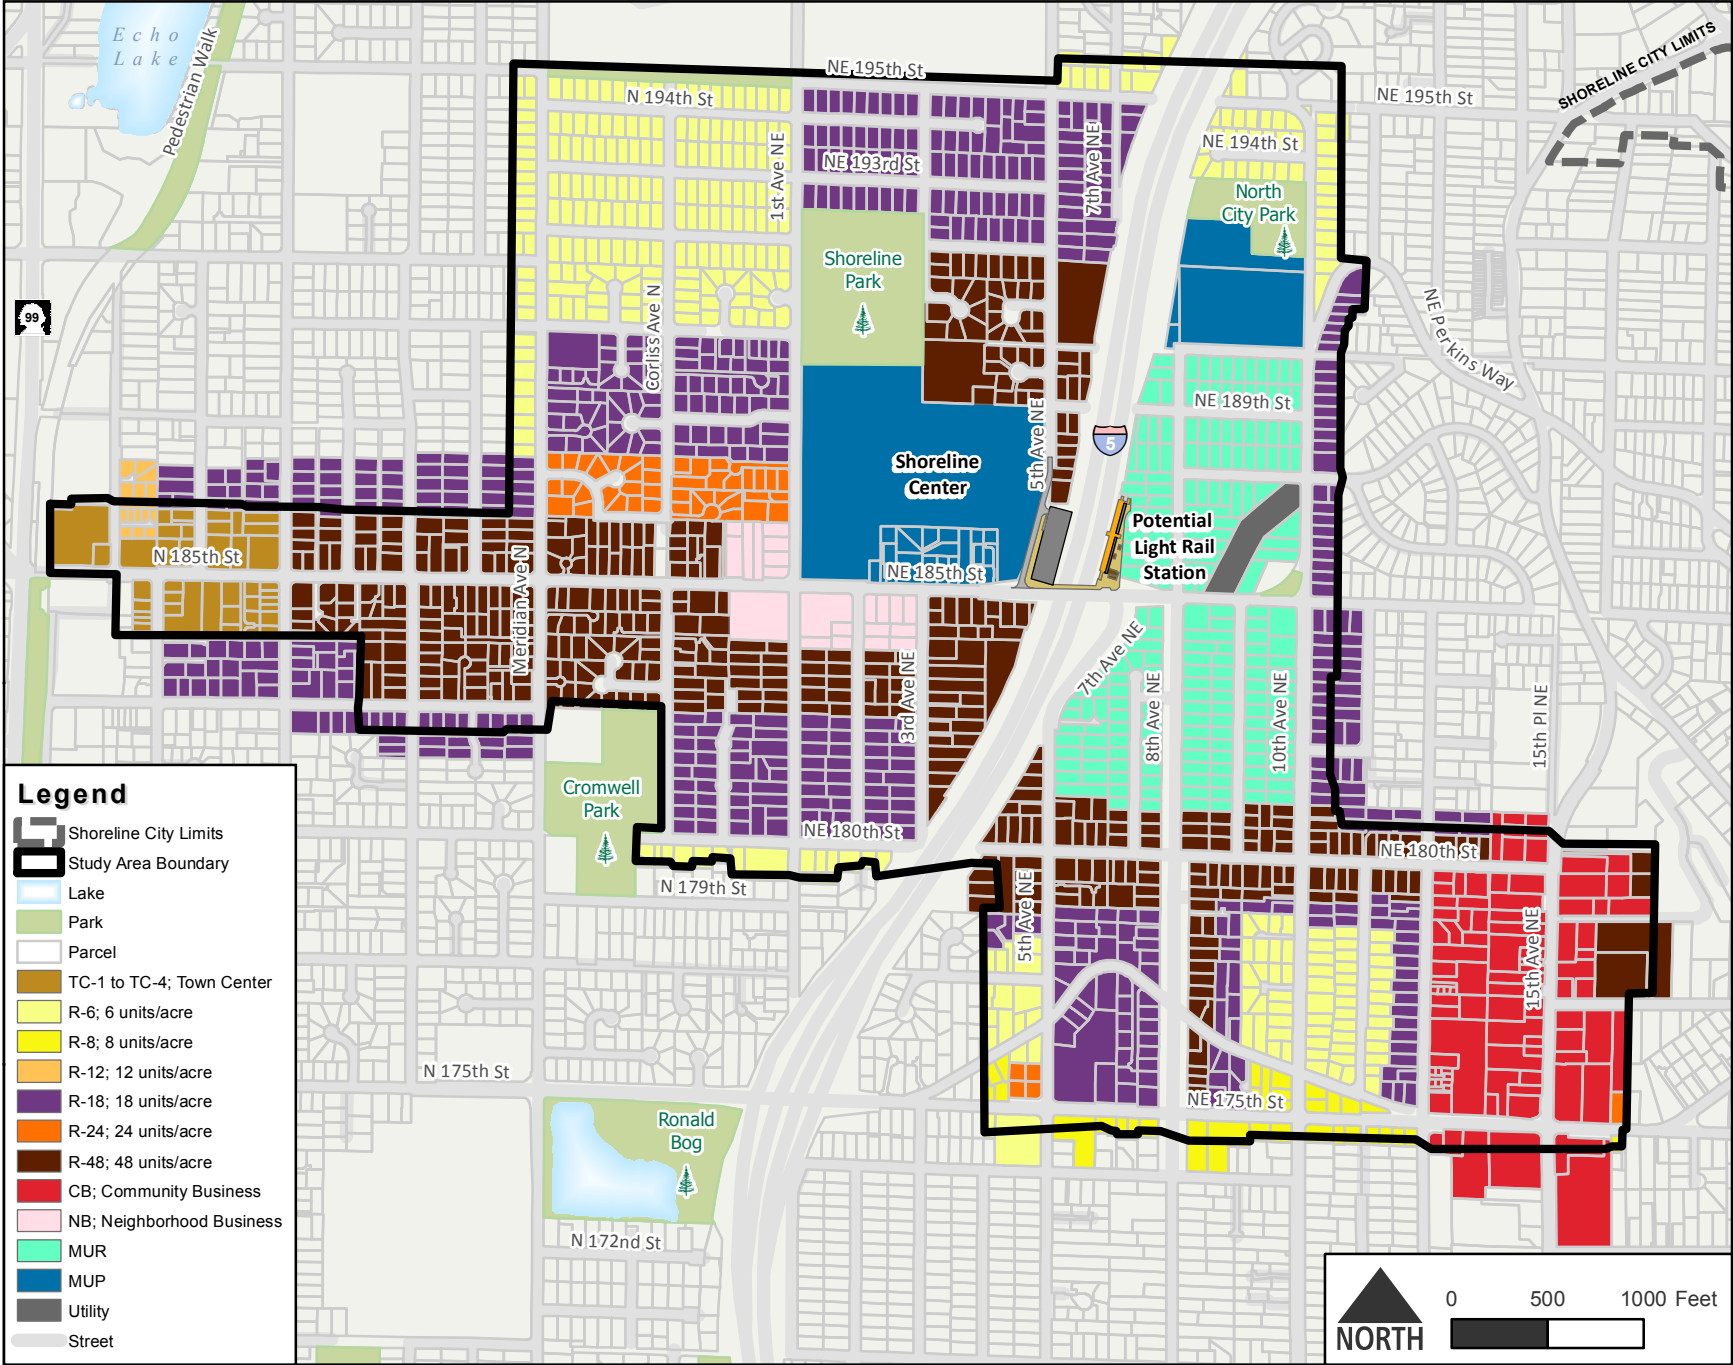 Echo
Lake
Pedestrian Walk
NE 195th St
N 194th St
1st Ave NE
NE 193rd St
7th Ave NE
NE 195th St
SHORELINE CITY LIMITS
NE 194th St
North
City Park
Shoreline
Park
99
Corliss Ave N
NE Perkins Way
NE 189th St
5th Ave NE
5
Shoreline
Center
Potential
Light Rail
Station
N 185th St
NE 185th St
Meridian Ave N
3rd Ave NE
7th Ave NE
8th Ave NE
10th Ave NE
15th Pl NE
Cromwell
Park
NE 180th St
NE 180th St
N 179th St
5th Ave NE
15th Ave NE
N 175th St
NE 175th St
Ronald
Bog
N 172nd St
Legend
Shoreline City Limits
Study Area Boundary
Lake
Park
Parcel
TC-1 to TC-4; Town Center
R-6; 6 units/acre
R-8; 8 units/acre
R-12; 12 units/acre
R-18; 18 units/acre
R-24; 24 units/acre
R-48; 48 units/acre
CB; Community Business
NB; Neighborhood Business
MUR
MUP
Utility
Street
NORTH
0 500 1000 Feet